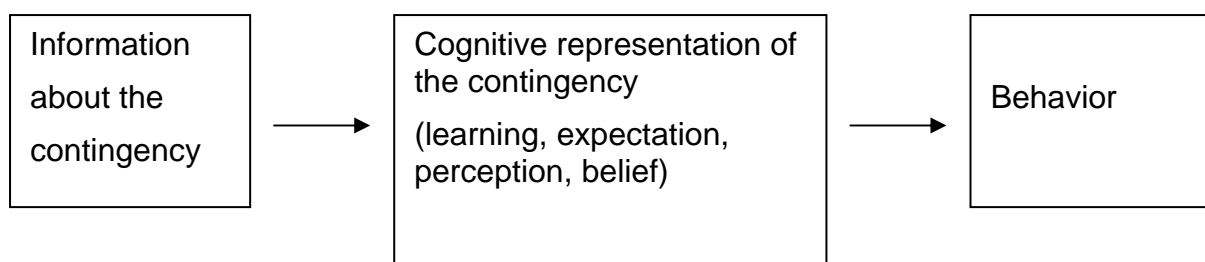 Information
about the
contingency
Cognitive representation of
the contingency
(learning, expectation,
perception, belief)
Behavior